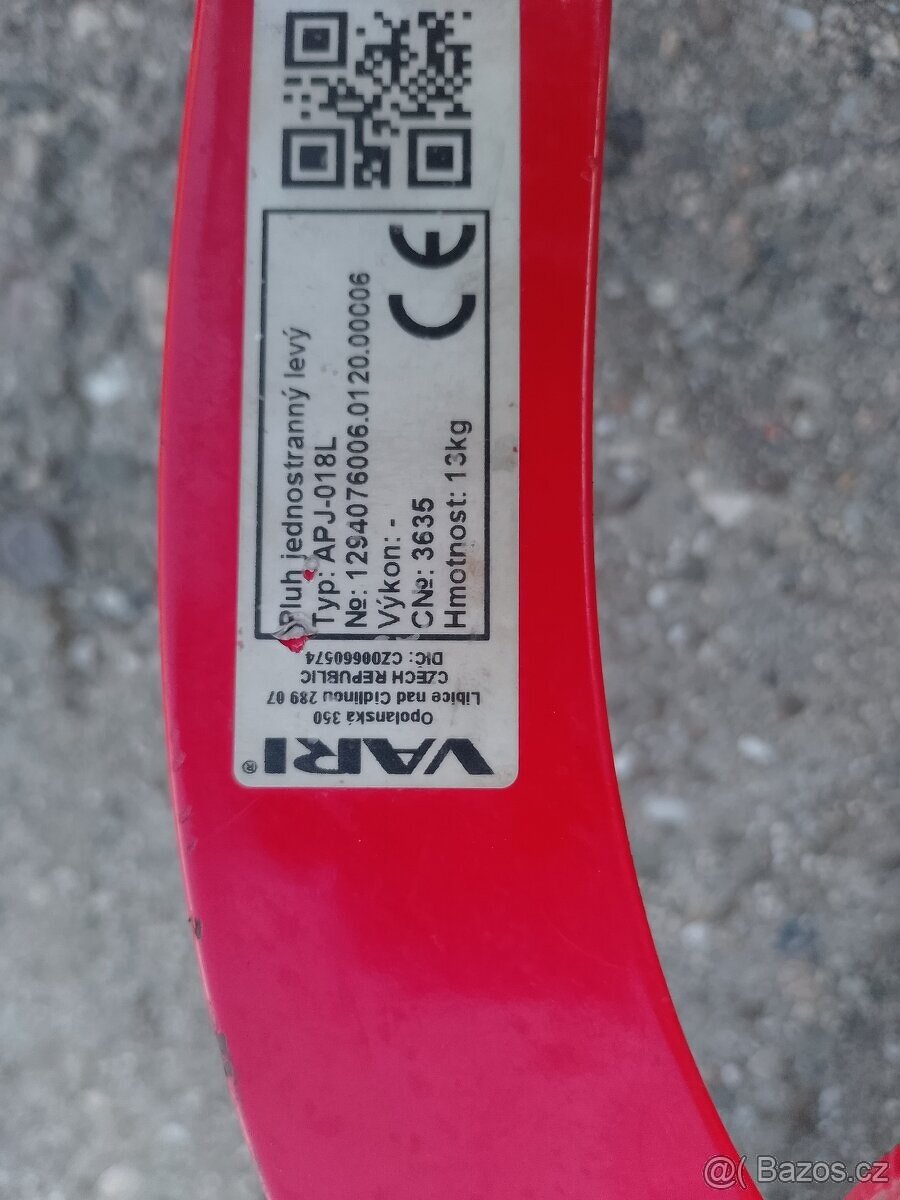 VARI®
Opolanská 350
Libice nad Cidlinou 289 07
CZECH REPUBLIC
DIČ: CZ00660574
Pluh jednostranný levý
Typ: APJ-018L
№: 1294076006.0120.00006
Výkon: -
CN№: 3635
Hmotnost: 13kg
CE
@( Bazos.cz